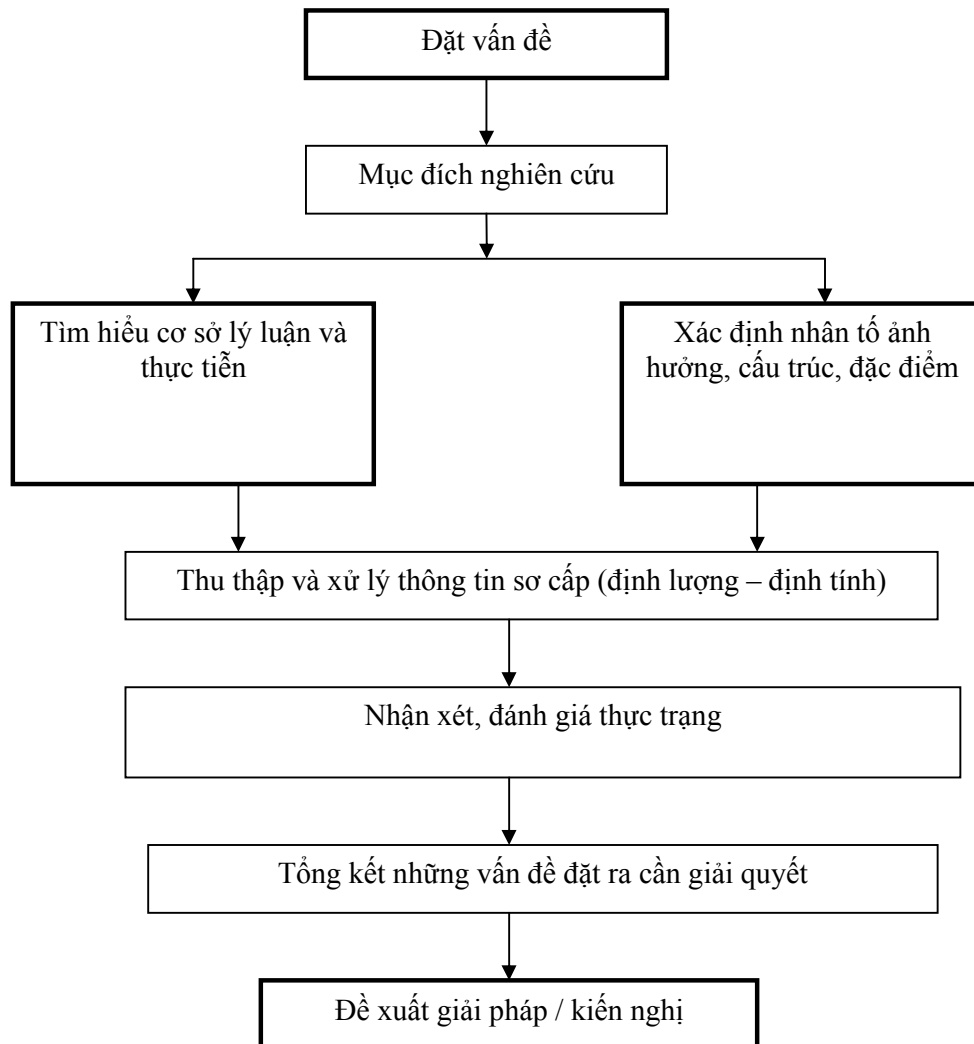 Đặt vấn đề
Mục đích nghiên cứu
Tìm hiểu cơ sở lý luận và
thực tiễn
Xác định nhân tố ảnh
hưởng, cấu trúc, đặc điểm
Thu thập và xử lý thông tin sơ cấp (định lượng – định tính)
Nhận xét, đánh giá thực trạng
Tổng kết những vấn đề đặt ra cần giải quyết
Đề xuất giải pháp / kiến nghị